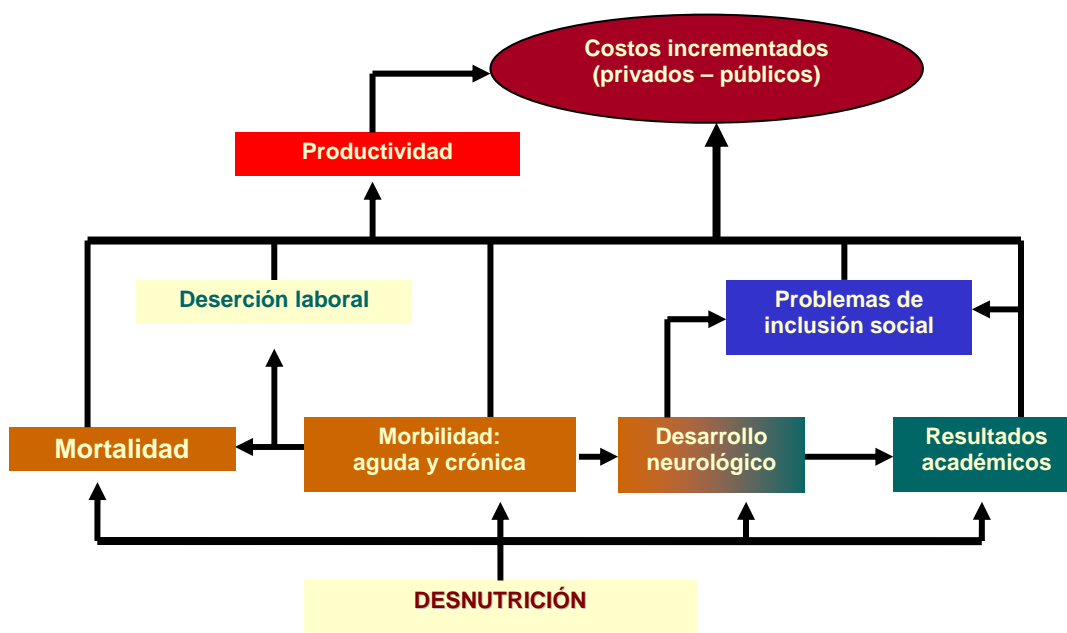 Costos incrementados
(privados – públicos)
Productividad
Deserción laboral
Problemas de
inclusión social
Mortalidad
Morbilidad:
aguda y crónica
Desarrollo
neurológico
Resultados
académicos
DESNUTRICIÓN